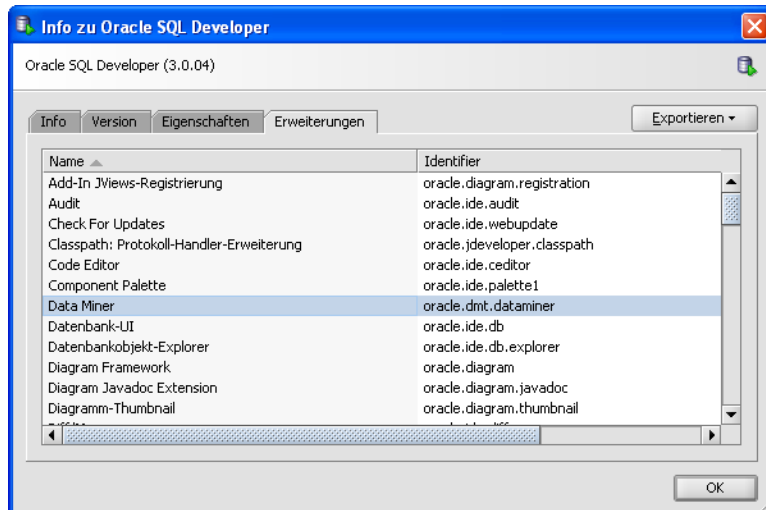 Info zu Oracle SQL Developer
Oracle SQL Developer (3.0.04)
Info Version Eigenschaften Erweiterungen Exportieren
Name Identifier
Add-In JViews-Registrierung oracle.diagram.registration
Audit oracle.ide.audit
Check For Updates oracle.ide.webupdate
Classpath: Protokoll-Handler-Erweiterung oracle.jdeveloper.classpath
Code Editor oracle.ide.ceditor
Component Palette oracle.ide.palette1
Data Miner oracle.dmt.dataminer
Datenbank-UI oracle.ide.db
Datenbankobjekt-Explorer oracle.ide.db.explorer
Diagram Framework oracle.diagram
Diagram Javadoc Extension oracle.diagram.javadoc
Diagramm-Thumbnail oracle.diagram.thumbnail
OK